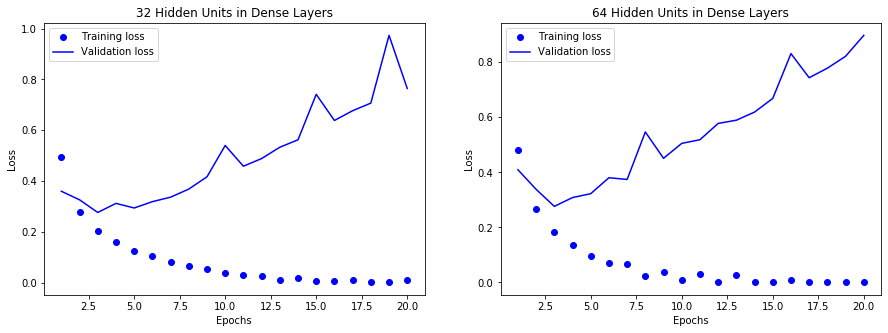 32 Hidden Units in Dense Layers
Training loss
Validation loss
Loss
1.0
0.8
0.6
0.4
0.2
0.0
2.5 5.0 7.5 10.0 12.5 15.0 17.5 20.0
Epochs
64 Hidden Units in Dense Layers
Training loss
Validation loss
Loss
0.8
0.6
0.4
0.2
0.0
2.5 5.0 7.5 10.0 12.5 15.0 17.5 20.0
Epochs